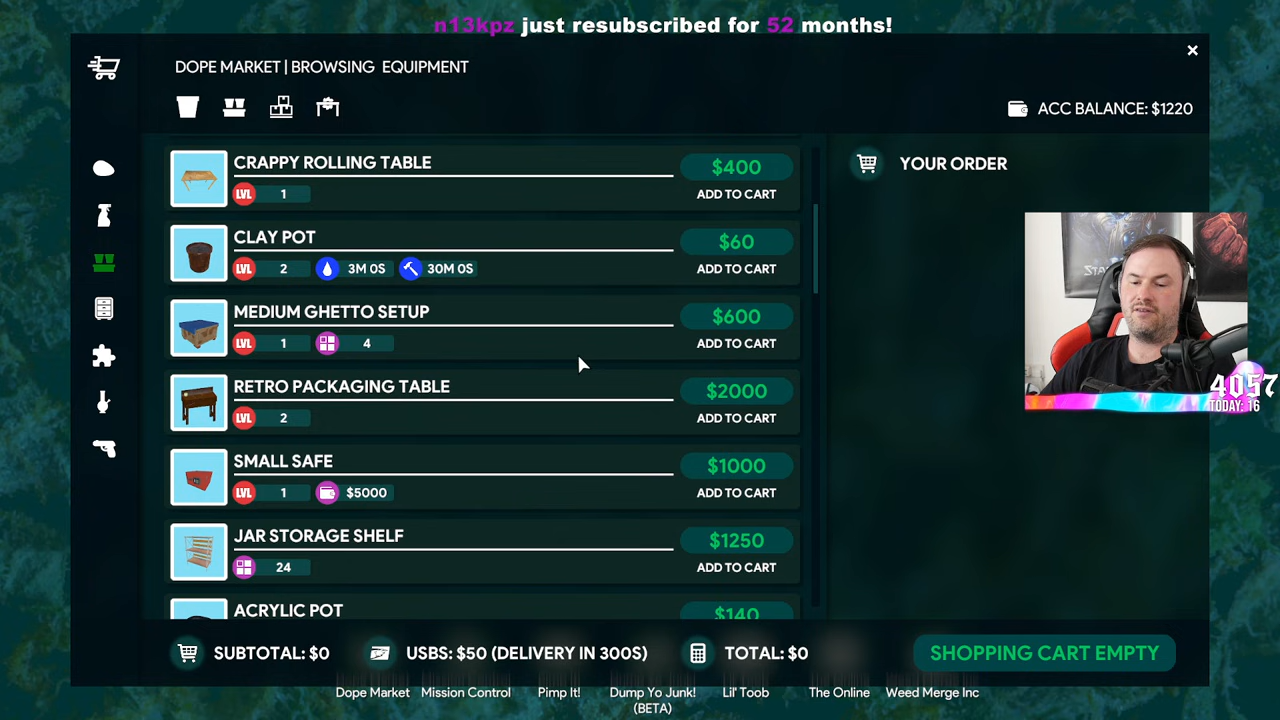 n13kpz just resubscribed for 52 months!
DOPE MARKET | BROWSING EQUIPMENT
ACC BALANCE: $1220
CRAPPY ROLLING TABLE
$400
LVL 1
ADD TO CART
YOUR ORDER
CLAY POT
$60
LVL 2 3M 0S 30M 0S
ADD TO CART
MEDIUM GHETTO SETUP
$600
LVL 1 4
ADD TO CART
RETRO PACKAGING TABLE
$2000
LVL 2
ADD TO CART
4057
TODAY: 16
SMALL SAFE
$1000
LVL 1 $5000
ADD TO CART
JAR STORAGE SHELF
$1250
24
ADD TO CART
ACRYLIC POT
$140
SUBTOTAL: $0
USBS: $50 (DELIVERY IN 300S)
TOTAL: $0
SHOPPING CART EMPTY
Dope Market Mission Control Pimp It! Dump Yo Junk! Lil' Toob The Online Weed Merge Inc
(BETA)